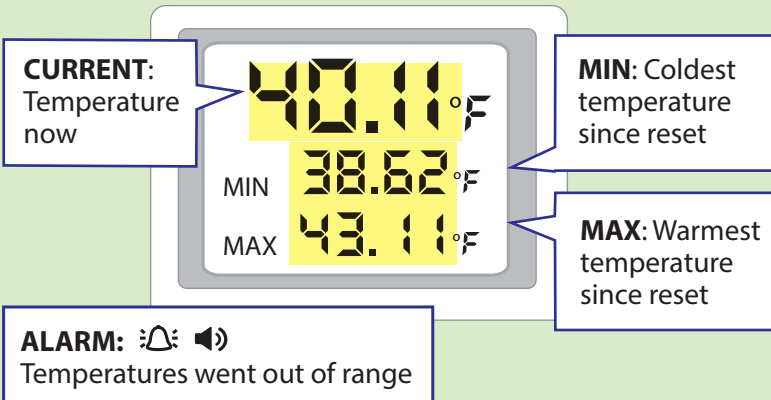 CURRENT:
Temperature
now
40.11°F
MIN 38.62°F
MAX 43.11°F
MIN: Coldest
temperature
since reset
MAX: Warmest
temperature
since reset
ALARM:
Temperatures went out of range